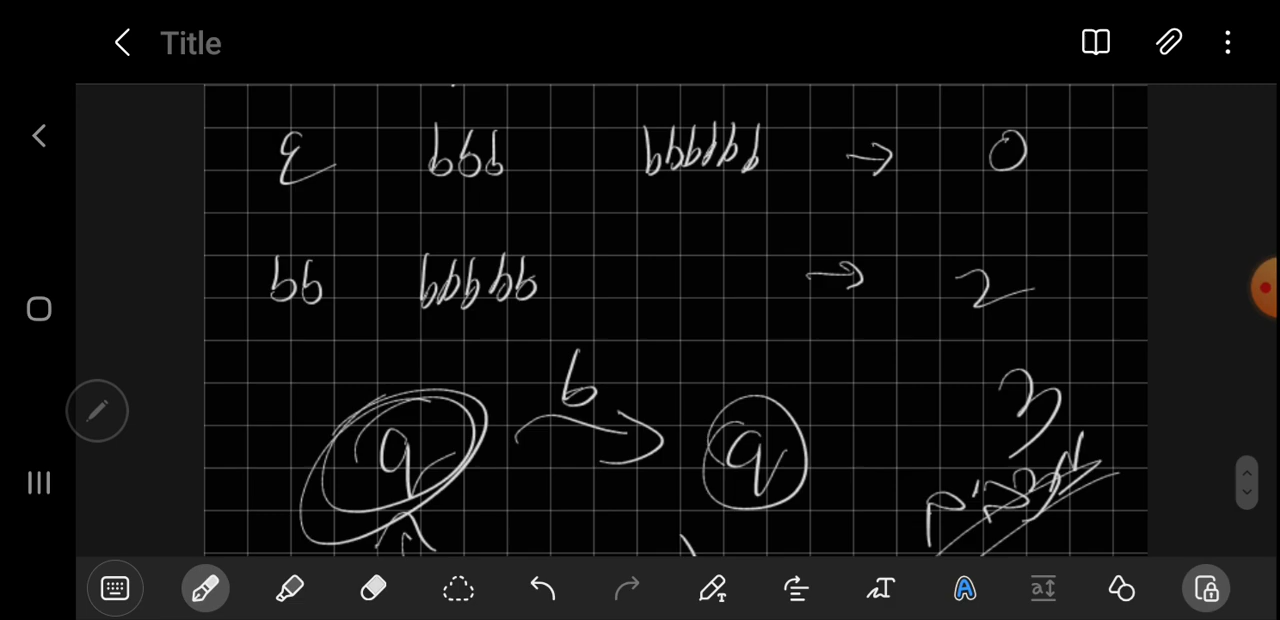 Title
ε bbb bbbbbb → 0
bb bbbbb → 2
b
q q 3